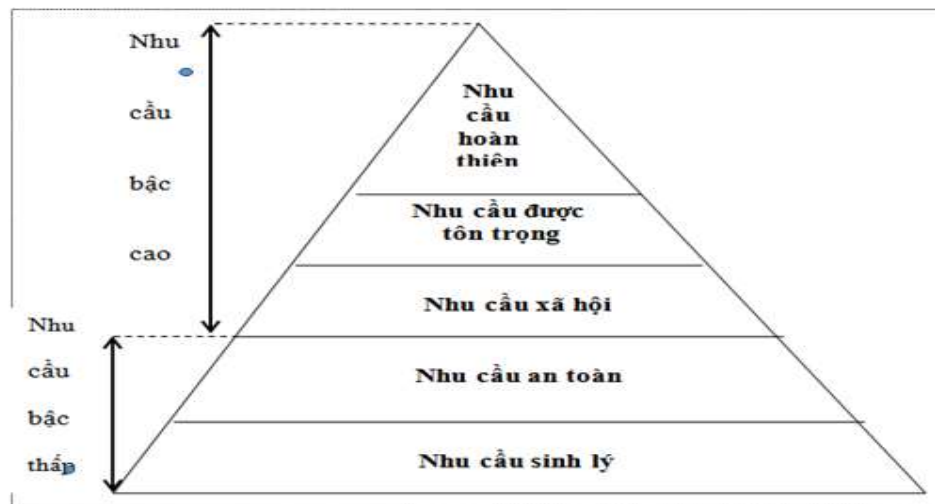 Nhu
cầu
bậc
cao
Nhu
cầu
hoàn
thiện
Nhu cầu được
tôn trọng
Nhu cầu xã hội
Nhu
cầu
bậc
thấp
Nhu cầu an toàn
Nhu cầu sinh lý